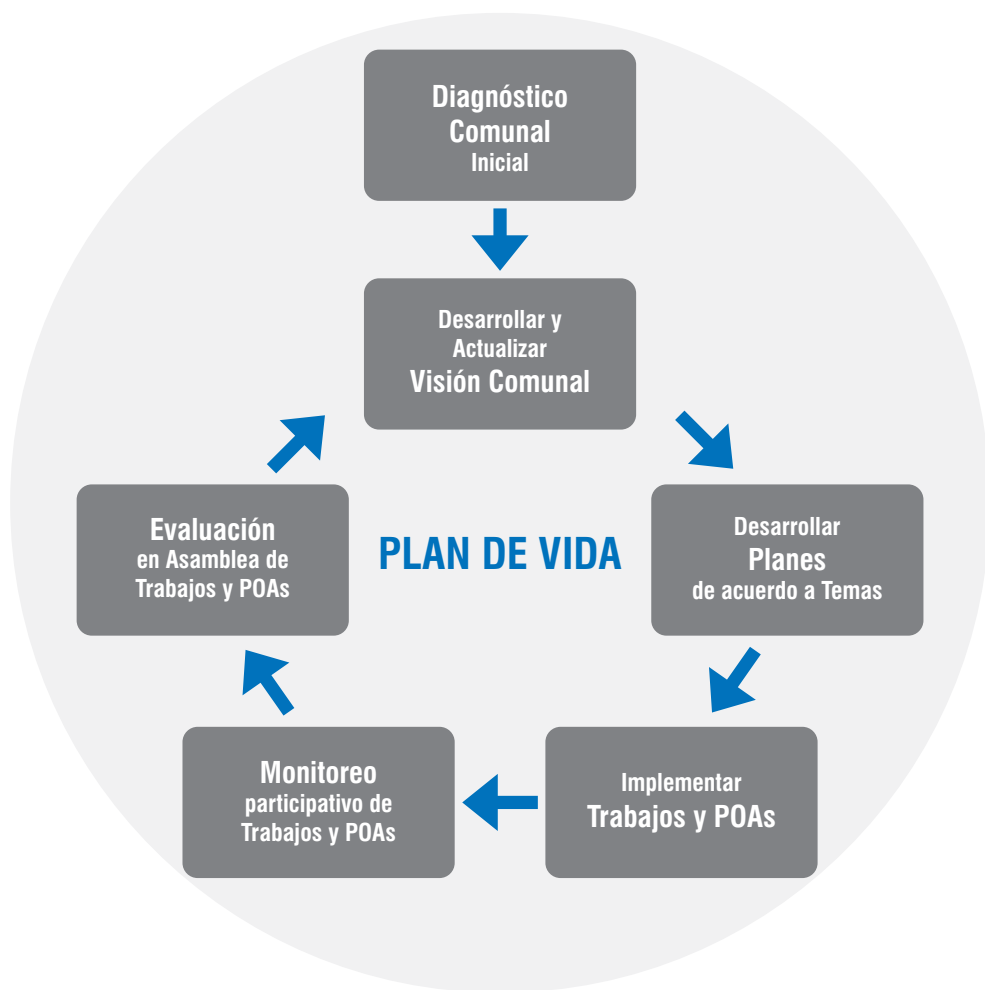 Diagnóstico
Comunal
Inicial
Desarrollar y
Actualizar
Visión Comunal
Evaluación
en Asamblea de
Trabajos y POAs
PLAN DE VIDA
Desarrollar
Planes
de acuerdo a Temas
Monitoreo
participativo de
Trabajos y POAs
Implementar
Trabajos y POAs